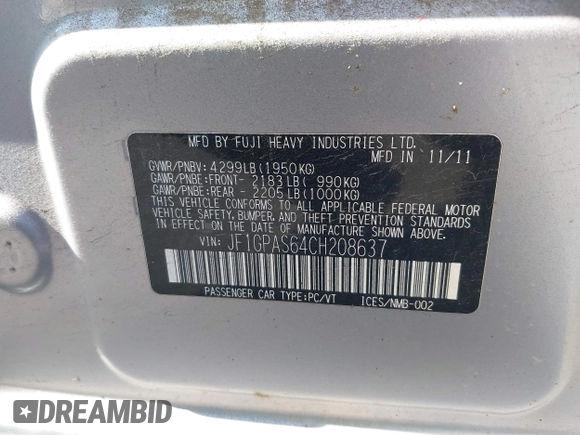 MFD BY FUJI HEAVY INDUSTRIES LTD.
MFD IN 11/11
GVWR/PNBV: 4299LB(1950KG)
GAWR/PNBE:FRONT- 2183LB( 990KG)
GAWR/PNBE:REAR - 2205LB(1000KG)
THIS VEHICLE CONFORMS TO ALL APPLICABLE FEDERAL MOTOR
VEHICLE SAFETY, BUMPER, AND THEFT PREVENTION STANDARDS
IN EFFECT ON THE DATE OF MANUFACTURE SHOWN ABOVE.
VIN: JF1GPAS64CH208637
PASSENGER CAR TYPE:PC/VT ICES/NMB-002
DREAMBID